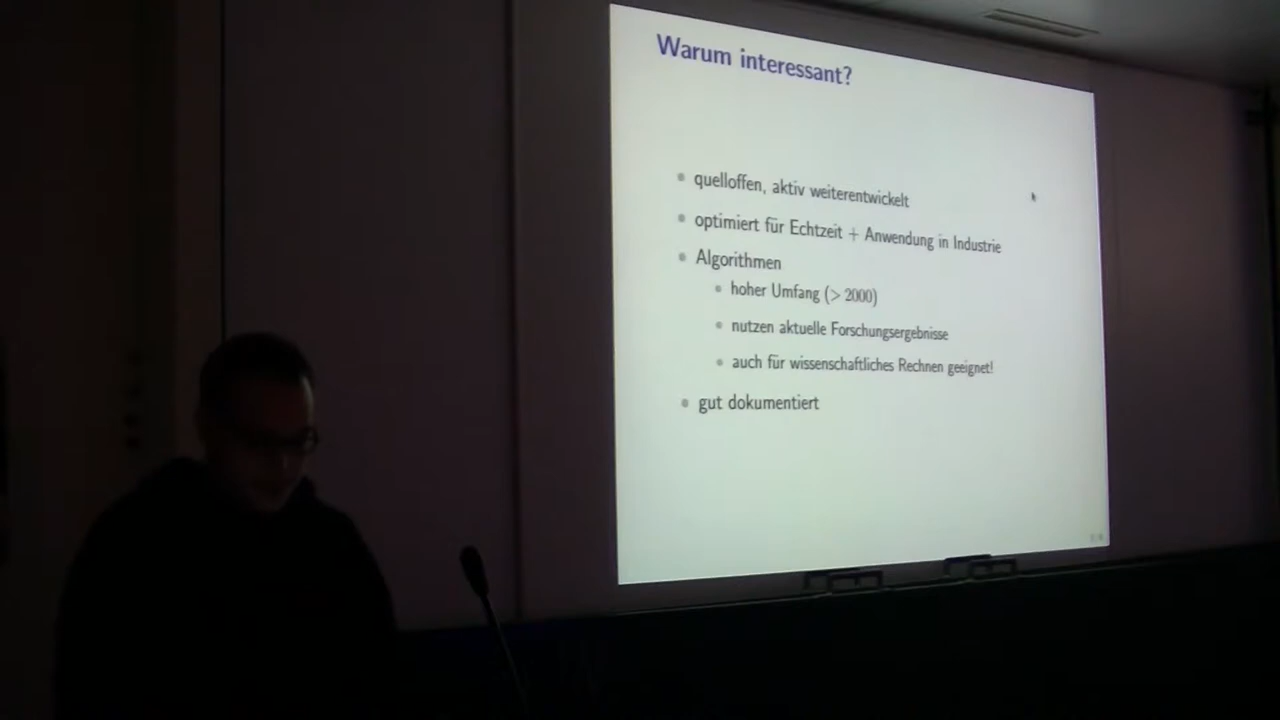 Warum interessant?
quelloffen, aktiv weiterentwickelt
optimiert für Echtzeit + Anwendung in Industrie
Algorithmen
hoher Umfang (> 2000)
nutzen aktuelle Forschungsergebnisse
auch für wissenschaftliches Rechnen geeignet!
gut dokumentiert